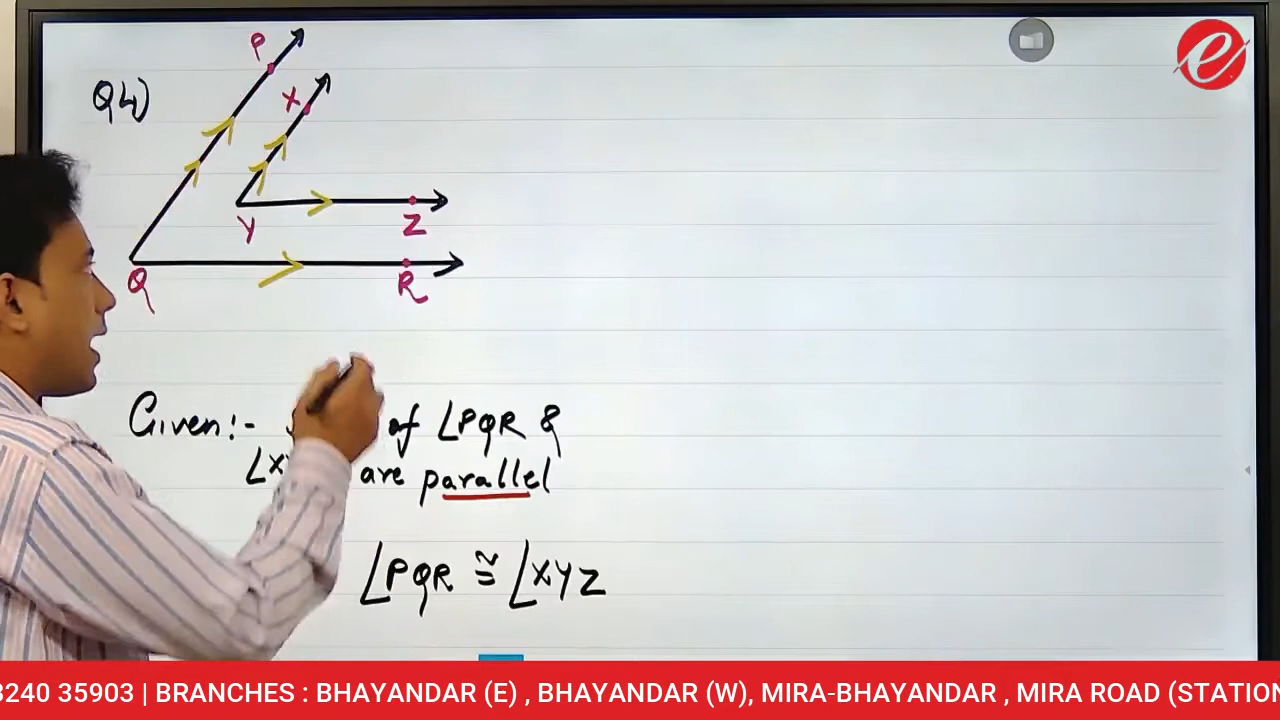 P
Q4)
X
Y
Z
Q
R
Given:- of ∠PQR &
are parallel
∠PQR ≅ ∠XYZ
e
3240 35903 | BRANCHES : BHAYANDAR (E) , BHAYANDAR (W), MIRA-BHAYANDAR , MIRA ROAD (STATION